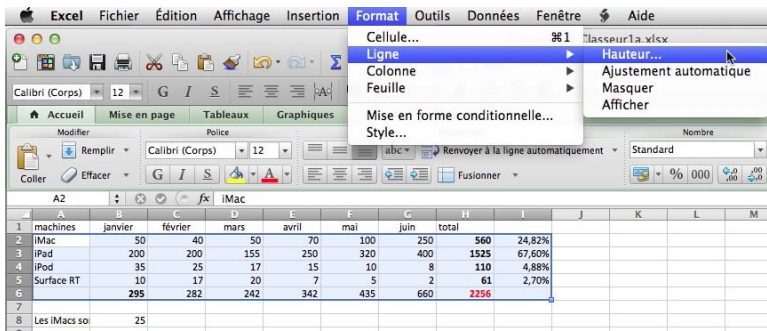 Excel Fichier Édition Affichage Insertion Format Outils Données Fenêtre Aide
Classeur1a.xlsx
Cellule... ⌘1
Ligne
Colonne
Feuille
Mise en forme conditionnelle...
Style...
Hauteur...
Ajustement automatique
Masquer
Afficher
Calibri (Corps) 12 G I S
Accueil Mise en page Tableaux Graphiques
Modifier Police Nombre
Remplir Calibri (Corps) 12 abc Renvoyer à la ligne automatiquement Standard
Coller Effacer G I S A Fusionner % 000
A2 fx iMac
A B C D E F G H I J K L M
1 machines janvier février mars avril mai juin total
2 iMac 50 40 50 70 100 250 560 24,82%
3 iPad 200 200 155 250 320 400 1525 67,60%
4 iPod 35 25 17 15 10 8 110 4,88%
5 Surface RT 10 17 20 7 5 2 61 2,70%
6 295 282 242 342 435 660 2256
7
8 Les iMacs so 25